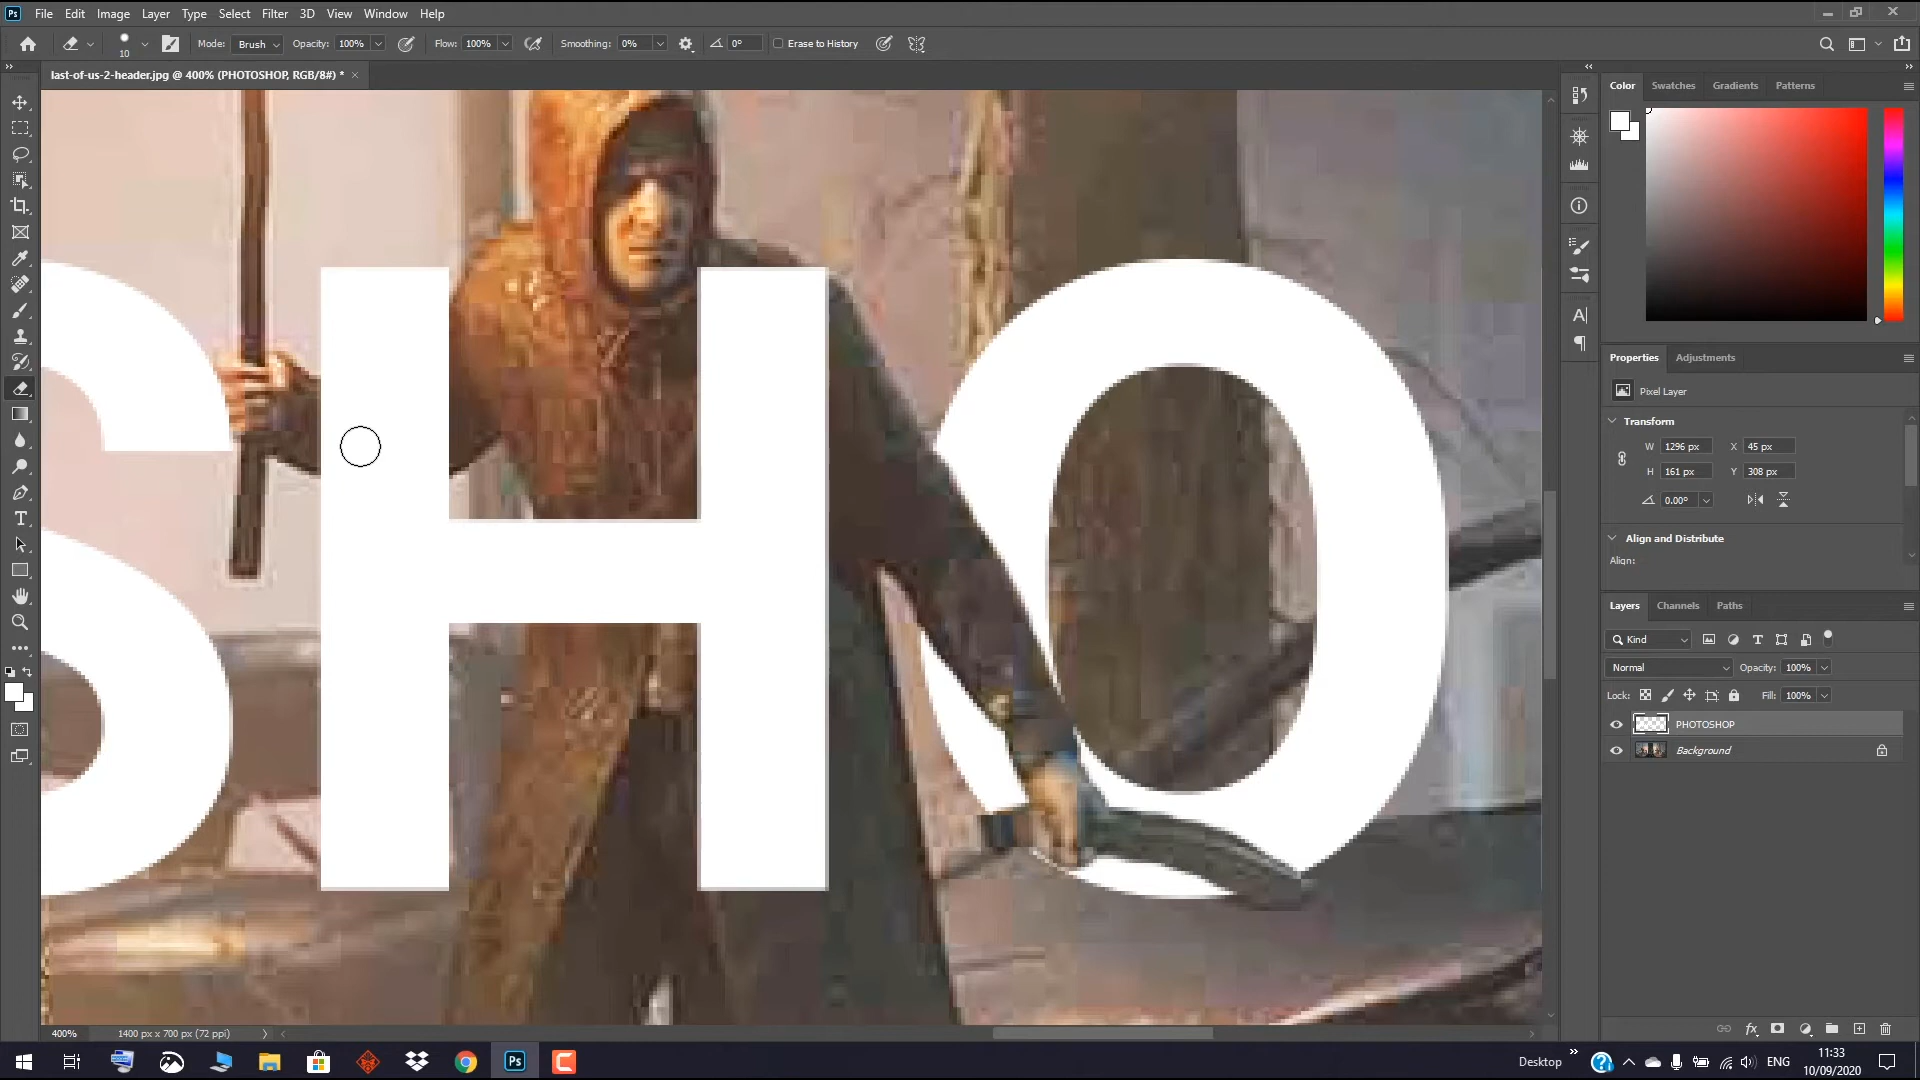 Ps File Edit Image Layer Type Select Filter 3D View Window Help
10 Mode: Brush Opacity: 100% Flow: 100% Smoothing: 0% 0° Erase to History
last-of-us-2-header.jpg @ 400% (PHOTOSHOP, RGB/8#) * ×
SHO
400% 1400 px x 700 px (72 ppi)
Color Swatches Gradients Patterns
Properties Adjustments
Pixel Layer
Transform
W 1296 px X 45 px
H 161 px Y 308 px
0.00°
Align and Distribute
Align:
Layers Channels Paths
Kind
Normal Opacity: 100%
Lock: Fill: 100%
PHOTOSHOP
Background
Ps Desktop ENG 11:33
10/09/2020